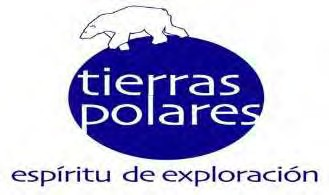 tierras
polares
espíritu de exploración